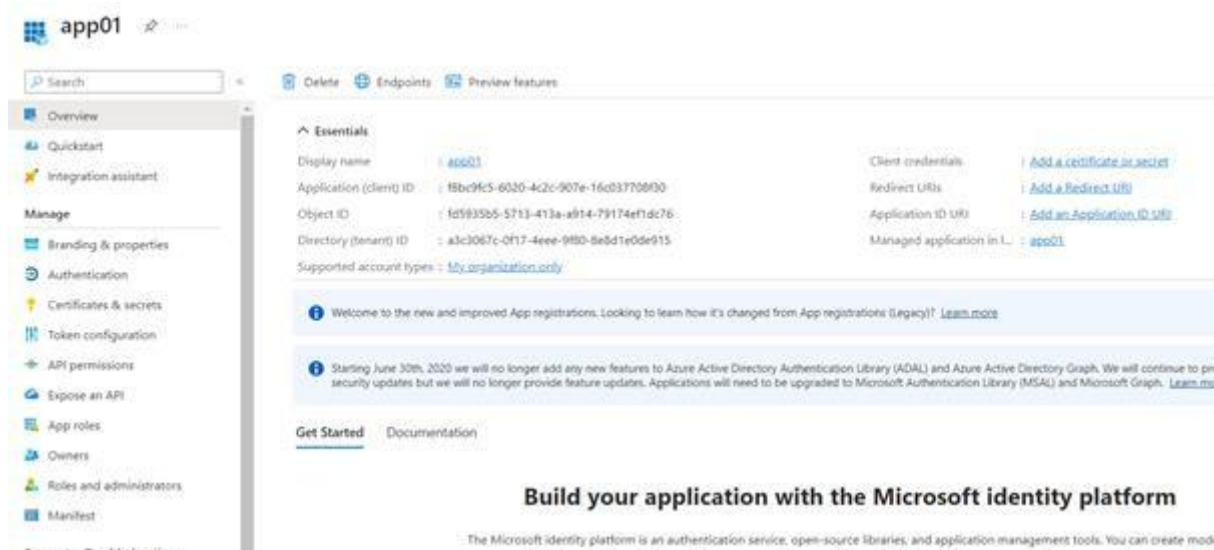 app01
Search
Delete Endpoints Preview features
Overview
Quickstart
Integration assistant
Manage
Branding & properties
Authentication
Certificates & secrets
Token configuration
API permissions
Expose an API
App roles
Owners
Roles and administrators
Manifest
Essentials
Display name : app01
Application (client) ID : f8bc9fc5-6020-4c2c-907e-16c037708f30
Object ID : fd5935b5-5713-413a-a914-79174ef1dc76
Directory (tenant) ID : a3c3067c-0f17-4eee-9f80-8e8d1e0de915
Supported account types : My organization only
Client credentials : Add a certificate or secret
Redirect URIs : Add a Redirect URI
Application ID URI : Add an Application ID URI
Managed application in l... : app01
Welcome to the new and improved App registrations. Looking to learn how it's changed from App registrations (Legacy)? Learn more
Starting June 30th, 2020 we will no longer add any new features to Azure Active Directory Authentication Library (ADAL) and Azure Active Directory Graph. We will continue to pr
security updates but we will no longer provide feature updates. Applications will need to be upgraded to Microsoft Authentication Library (MSAL) and Microsoft Graph. Learn mo
Get Started Documentation
Build your application with the Microsoft identity platform
The Microsoft identity platform is an authentication service, open-source libraries, and application management tools. You can create mod